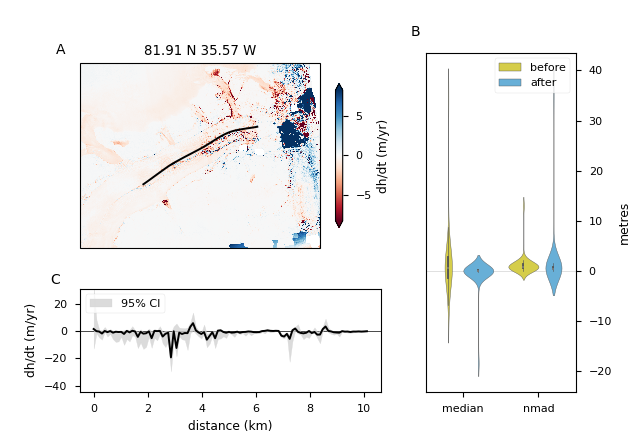 A
81.91 N 35.57 W
5
0
−5
dh/dt (m/yr)
B
before
after
40
30
20
10
0
−10
−20
metres
median
nmad
C
95% CI
20
0
−20
−40
dh/dt (m/yr)
0
2
4
6
8
10
distance (km)